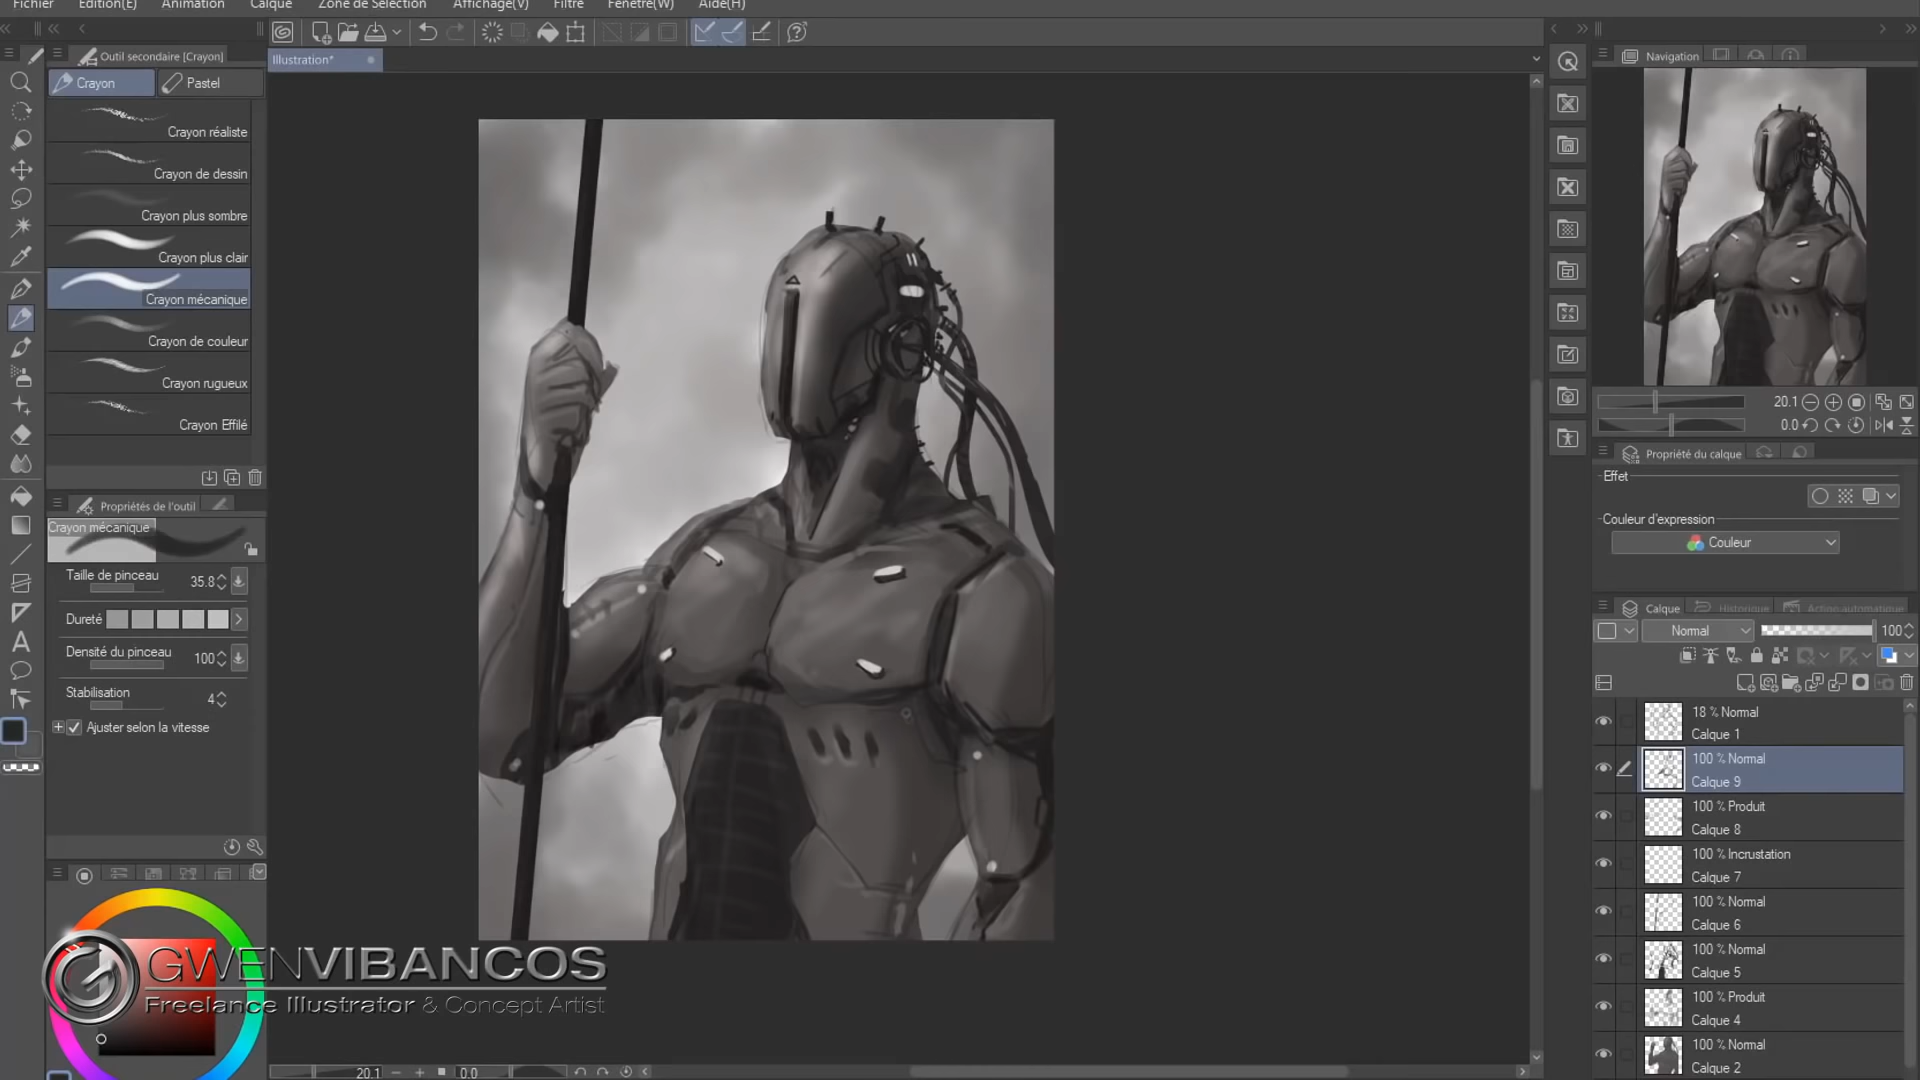 Fichier Edition(E) Animation Calque Zone de Sélection Affichage(V) Filtre Fenêtre(W) Aide(H)
Outil secondaire [Crayon]
Crayon Pastel
Crayon réaliste
Crayon de dessin
Crayon plus sombre
Crayon plus clair
Crayon mécanique
Crayon de couleur
Crayon rugueux
Crayon Effilé
Propriétés de l'outil
Crayon mécanique
Taille de pinceau 35.8
Dureté
Densité du pinceau 100
Stabilisation 4
Ajuster selon la vitesse
Illustration*
GWENVIBANCOS
Freelance Illustrator & Concept Artist
20.1 0.0
Navigation
20.1
0.0
Propriété du calque
Effet
Couleur d'expression
Couleur
Calque Historique Action automatique
Normal 100
18 % Normal
Calque 1
100 % Normal
Calque 9
100 % Produit
Calque 8
100 % Incrustation
Calque 7
100 % Normal
Calque 6
100 % Normal
Calque 5
100 % Produit
Calque 4
100 % Normal
Calque 2